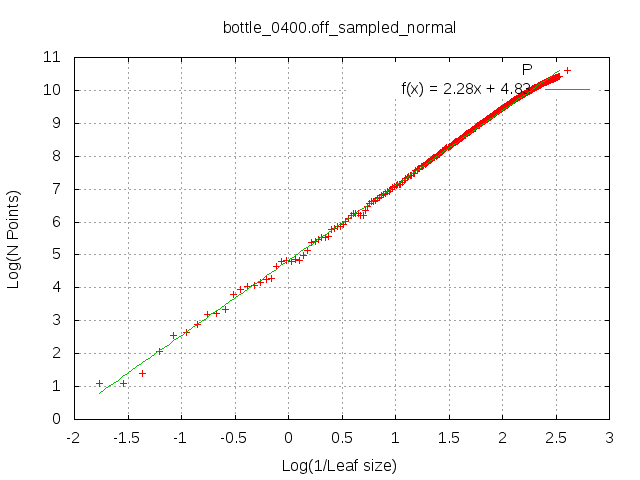 bottle_0400.off_sampled_normal
11
10
9
8
7
6
5
4
3
2
1
0
Log(N Points)
P
f(x) = 2.28x + 4.83
-2 -1.5 -1 -0.5 0 0.5 1 1.5 2 2.5 3
Log(1/Leaf size)